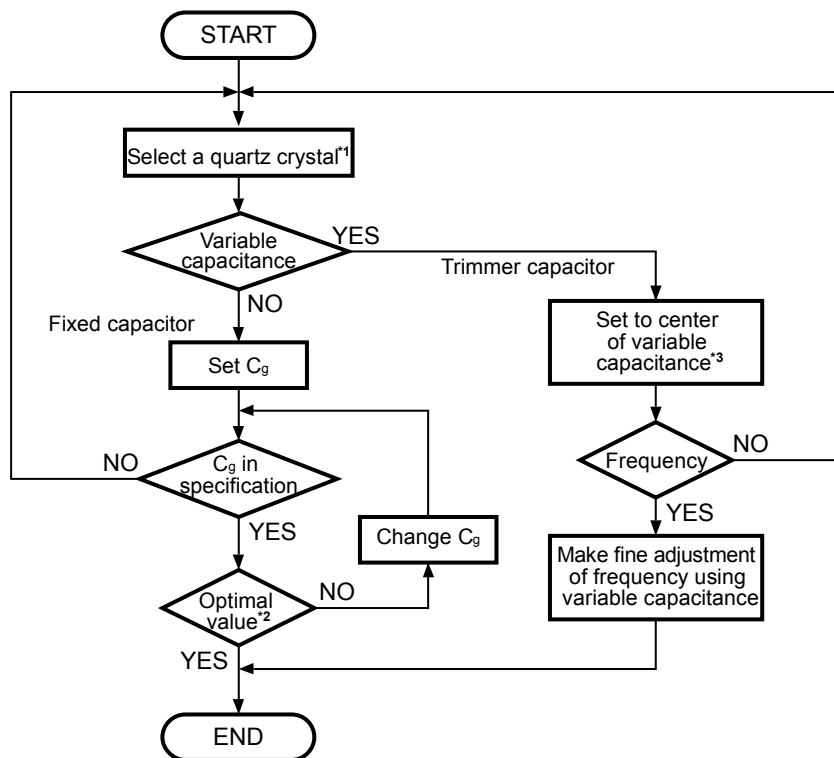 START
Select a quartz crystal*1
Variable
capacitance
YES
Trimmer capacitor
NO
Fixed capacitor
Set Cg
Set to center
of variable
capacitance*3
Cg in
specification
NO
YES
Frequency
NO
YES
Change Cg
Make fine adjustment
of frequency using
variable capacitance
Optimal
value*2
NO
YES
END